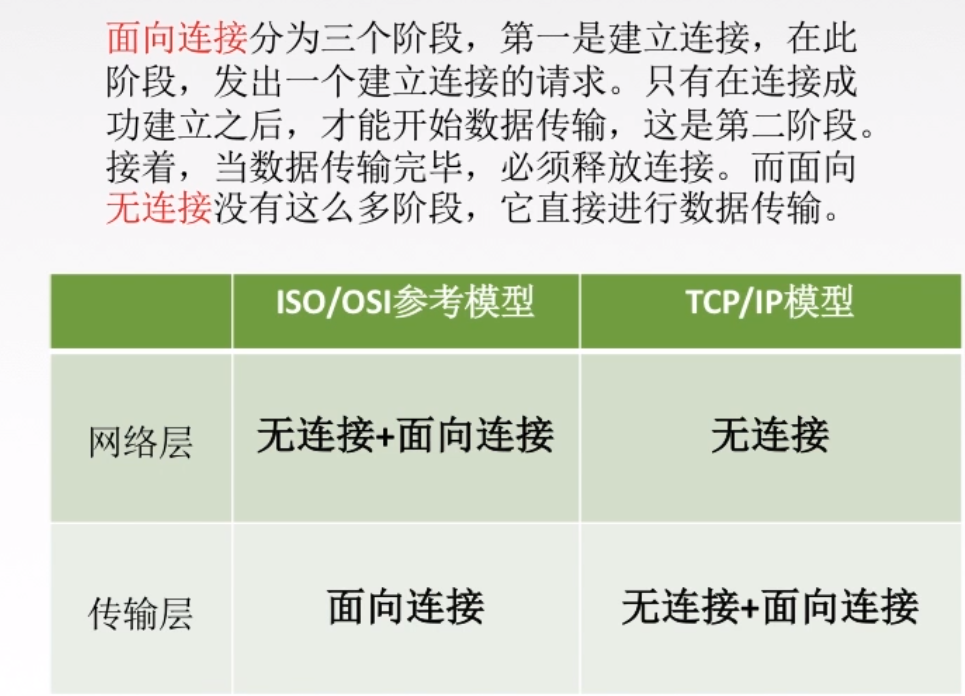 面向连接分为三个阶段，第一是建立连接，在此
阶段，发出一个建立连接的请求。只有在连接成
功建立之后，才能开始数据传输，这是第二阶段。
接着，当数据传输完毕，必须释放连接。而面向
无连接没有这么多阶段，它直接进行数据传输。
ISO/OSI参考模型 TCP/IP模型
网络层 无连接+面向连接 无连接
传输层 面向连接 无连接+面向连接